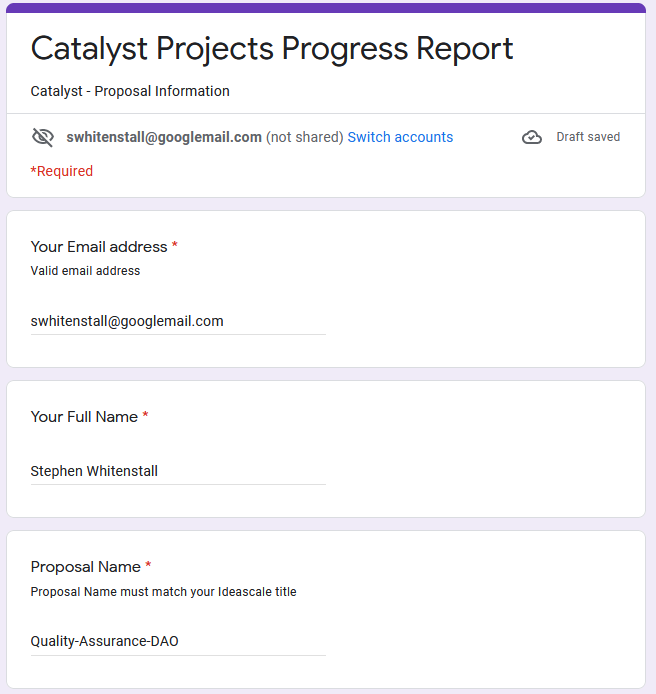 Catalyst Projects Progress Report
Catalyst - Proposal Information
swhitenstall@googlemail.com (not shared) Switch accounts
Draft saved
*Required
Your Email address *
Valid email address
swhitenstall@googlemail.com
Your Full Name *
Stephen Whitenstall
Proposal Name *
Proposal Name must match your Ideascale title
Quality-Assurance-DAO